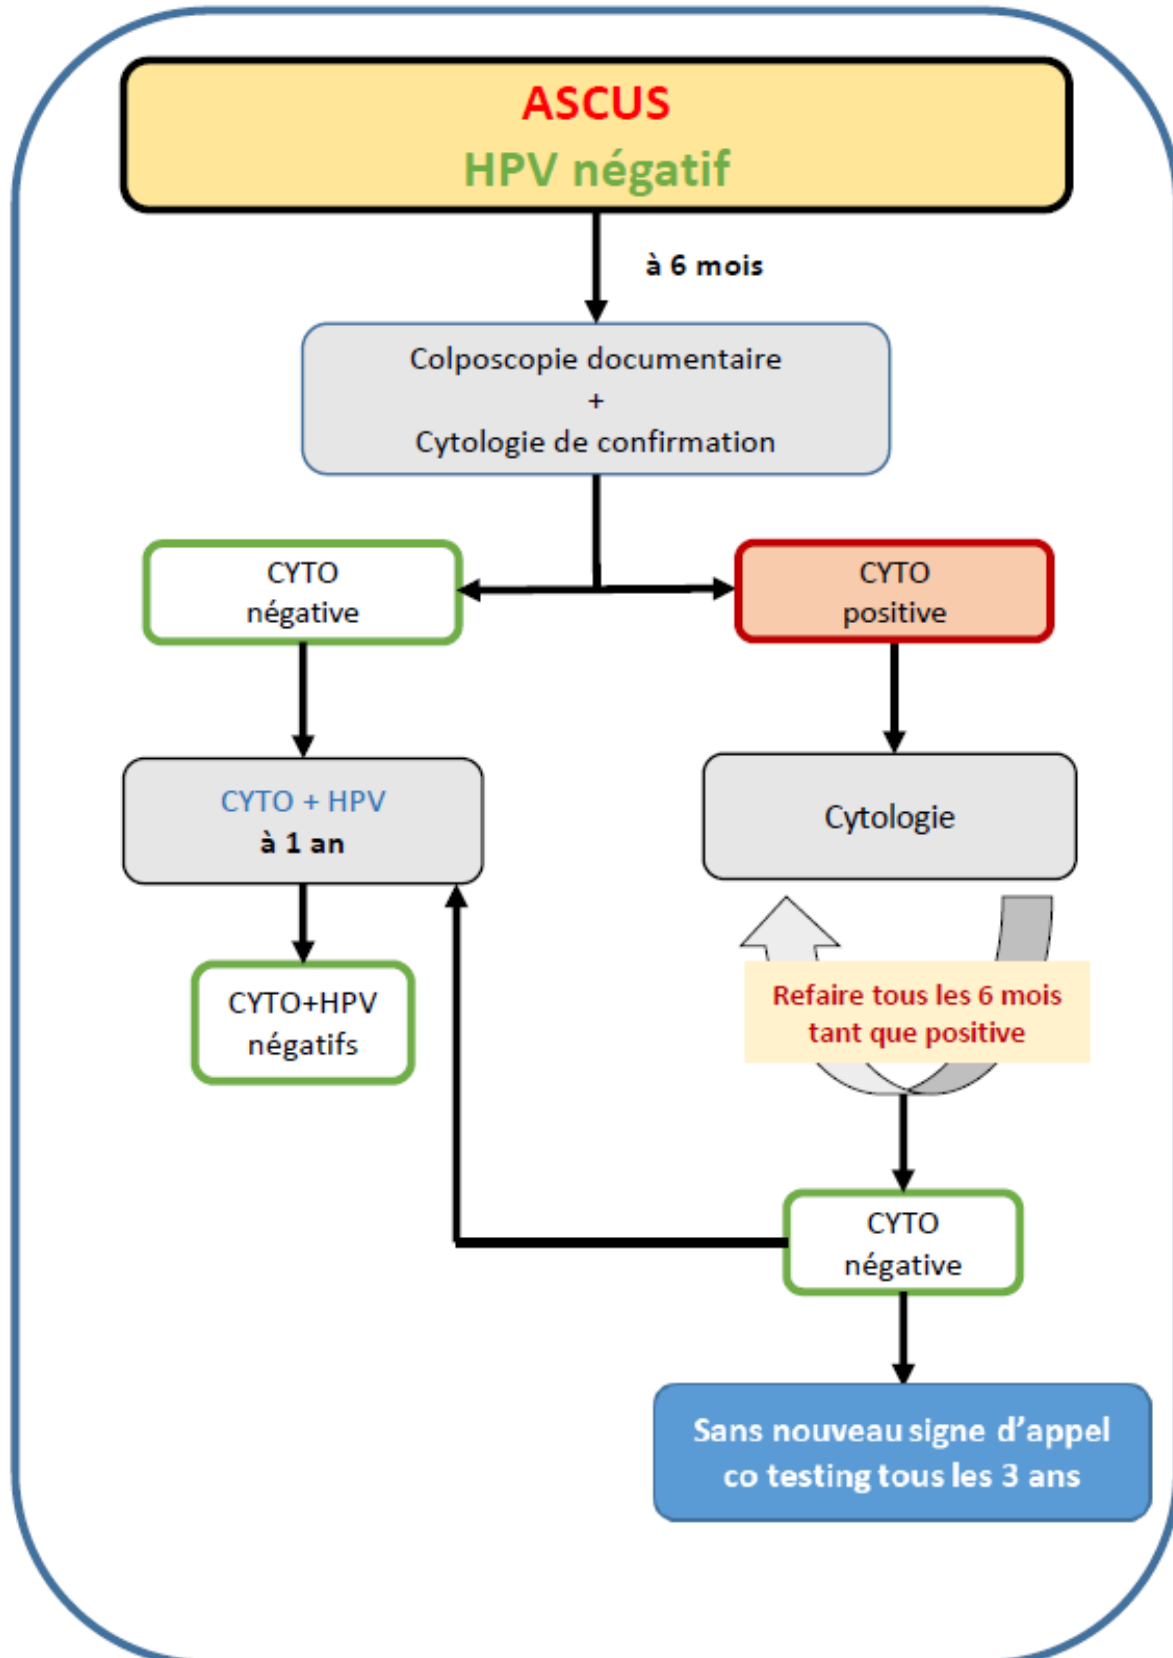 ASCUS
HPV négatif
à 6 mois
Colposcopie documentaire
+
Cytologie de confirmation
CYTO
négative
CYTO
positive
CYTO + HPV
à 1 an
Cytologie
CYTO+HPV
négatifs
Refaire tous les 6 mois
tant que positive
CYTO
négative
Sans nouveau signe d'appel
co testing tous les 3 ans